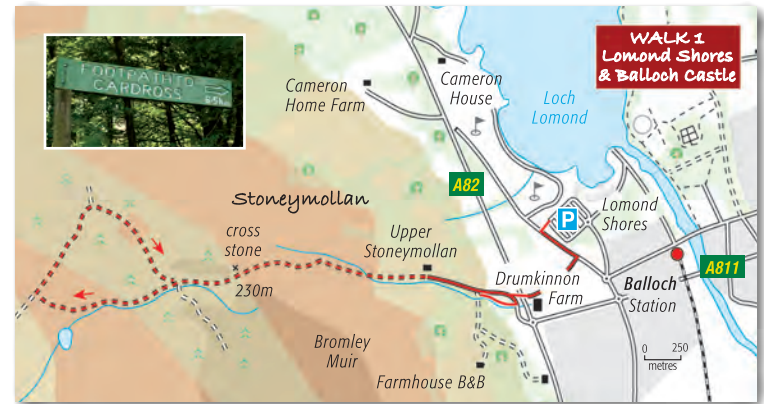 FOOTPATH TO
CARDROSS
WALK 1
Lomond Shores
& Balloch Castle
Cameron
Home Farm
Cameron
House
Loch
Lomond
A82
Stoneymollan
P
Lomond
Shores
cross
stone
230m
Upper
Stoneymollan
Drumkinnon
Farm
Balloch
Station
A811
Bromley
Muir
Farmhouse B&B
0 250
metres